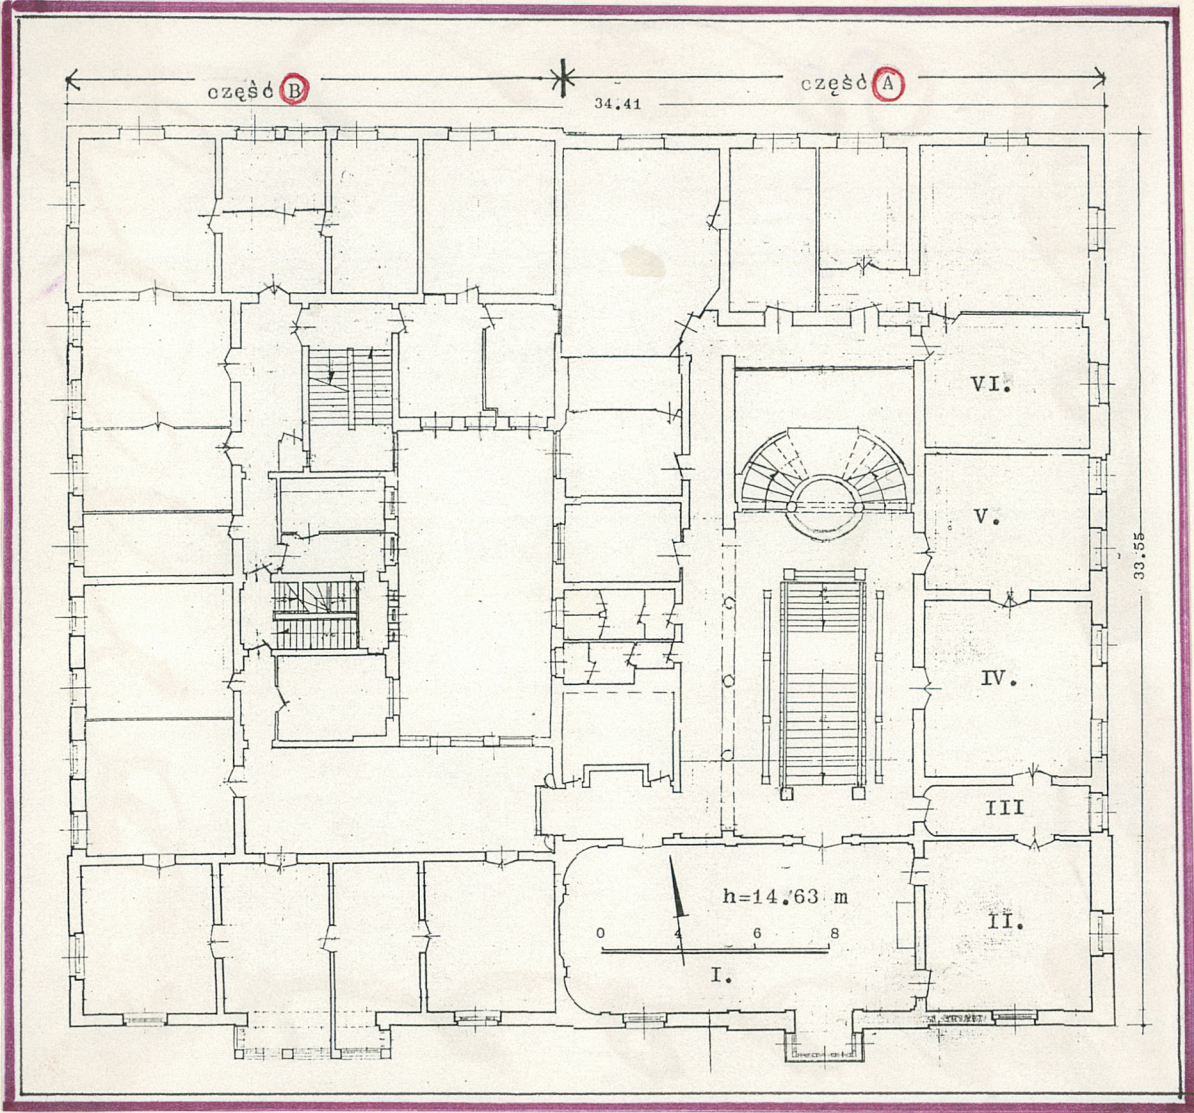 część B
część A
34.41
VI.
V.
33.55
IV.
III
h=14.63 m
II.
0 4 6 8
I.